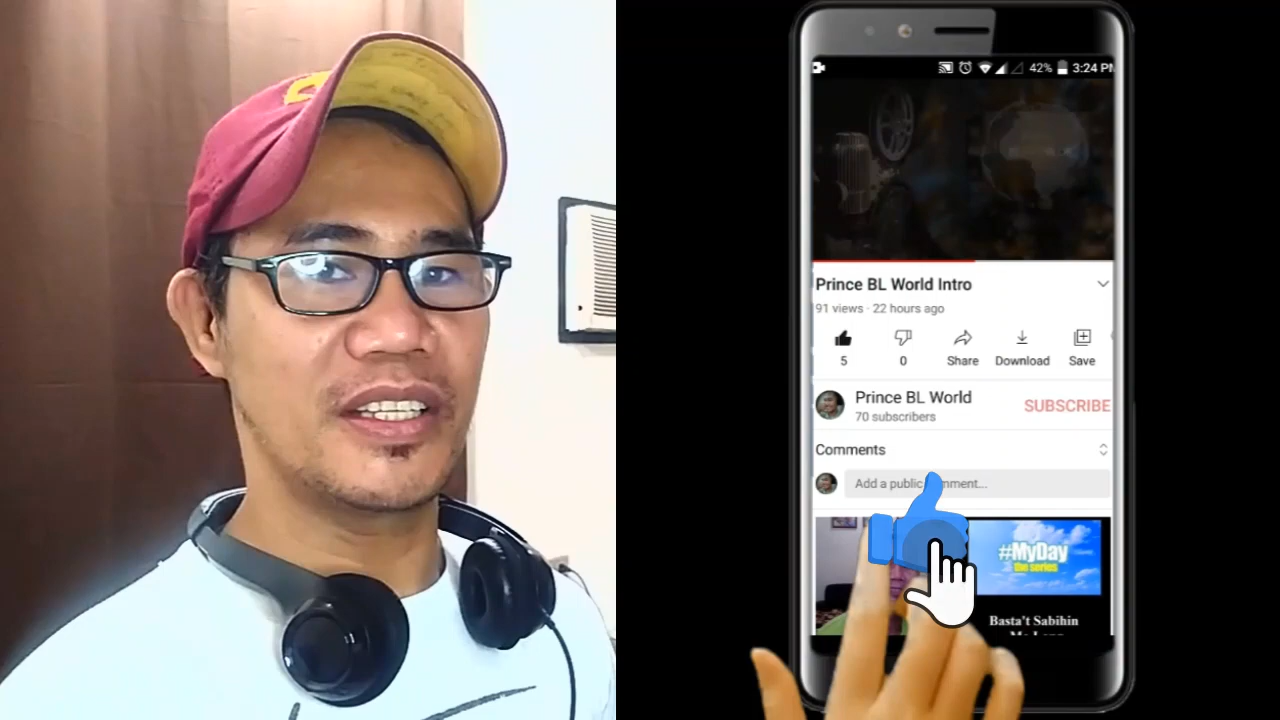 42% 3:24 PM
Prince BL World Intro
91 views · 22 hours ago
5
0
Share
Download
Save
Prince BL World
70 subscribers
SUBSCRIBE
Comments
Add a public comment...
#MyDay
the series
Basta't Sabihin